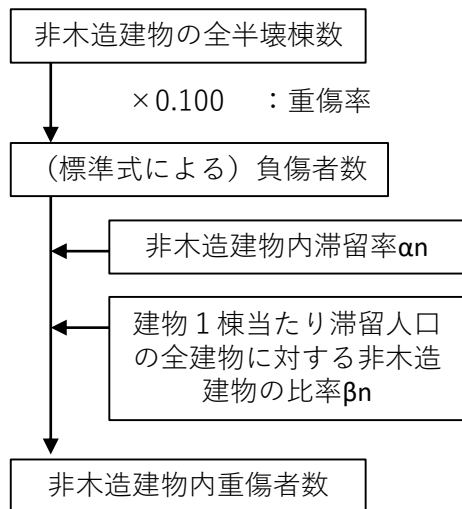 非木造建物の全半壊棟数
×0.100　：重傷率
（標準式による）負傷者数
非木造建物内滞留率αn
建物１棟当たり滞留人口
の全建物に対する非木造
建物の比率βn
非木造建物内重傷者数